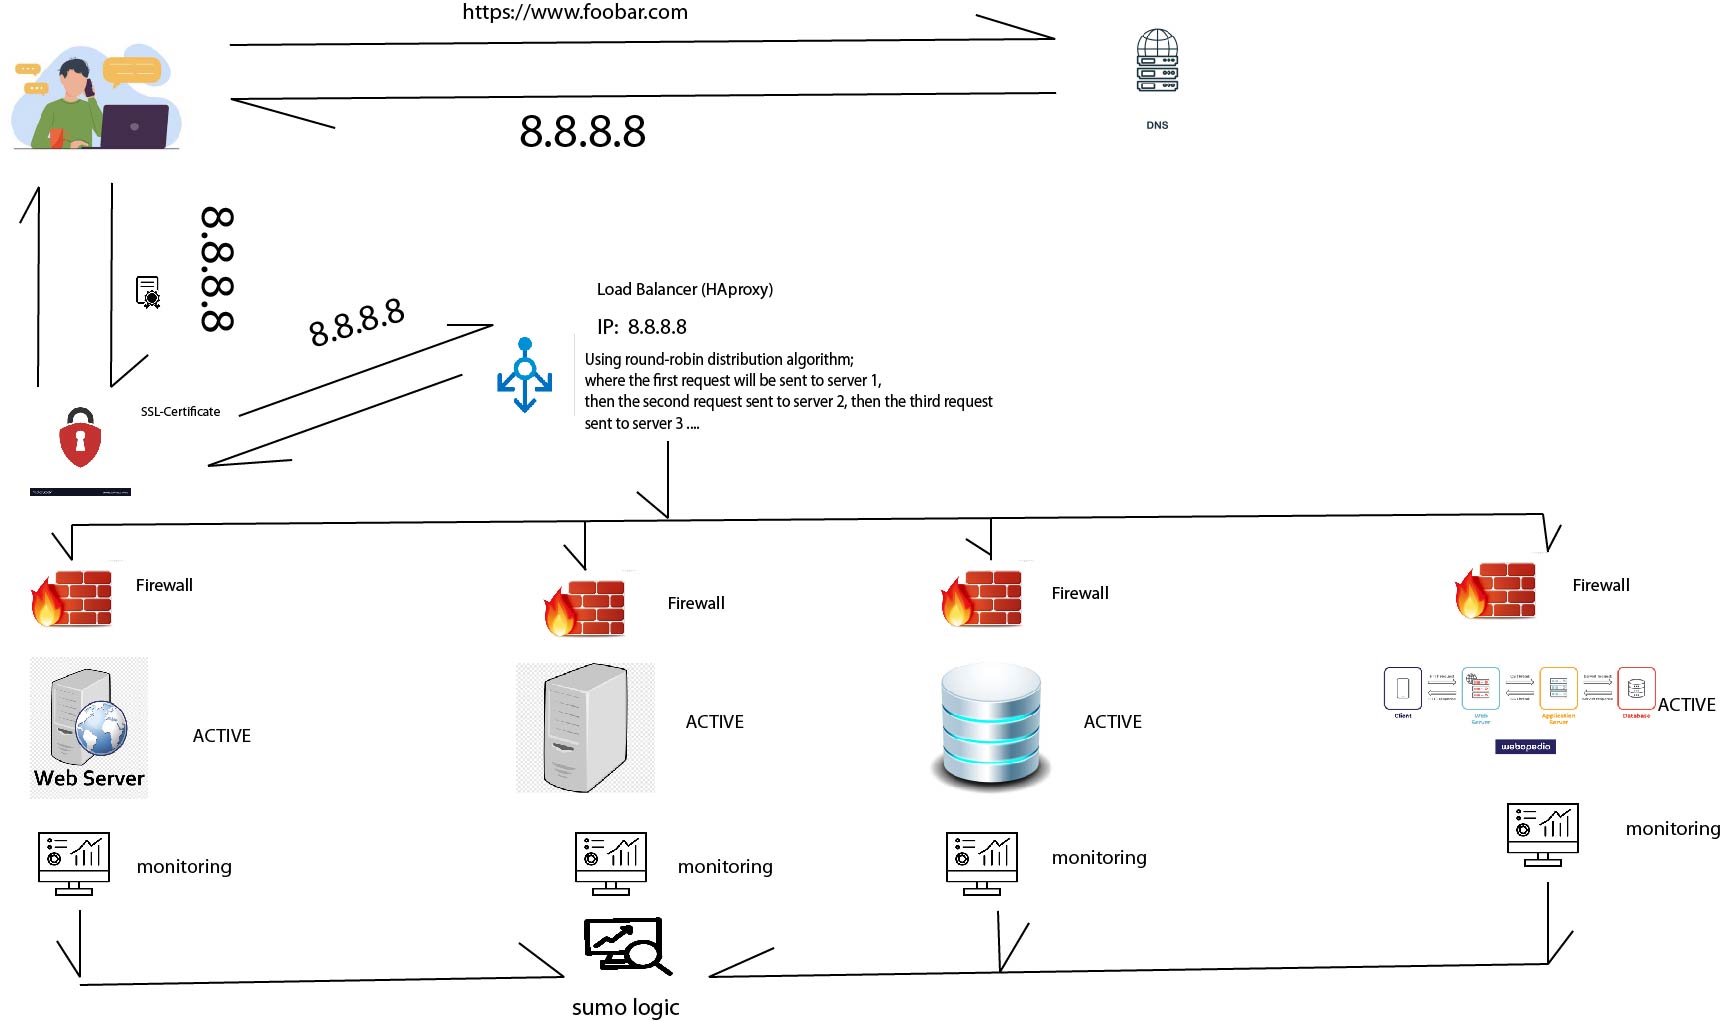 https://www.foobar.com
8.8.8.8
DNS
8.8.8.8
8.8.8.8
Load Balancer (HAproxy)
IP: 8.8.8.8
Using round-robin distribution algorithm;
where the first request will be sent to server 1,
then the second request sent to server 2, then the third request
sent to server 3 ....
SSL-Certificate
Firewall
Firewall
Firewall
Firewall
Web Server
ACTIVE
ACTIVE
ACTIVE
Client
Web
Server
Application
Server
Database
ACTIVE
webopedia
monitoring
monitoring
monitoring
monitoring
sumo logic